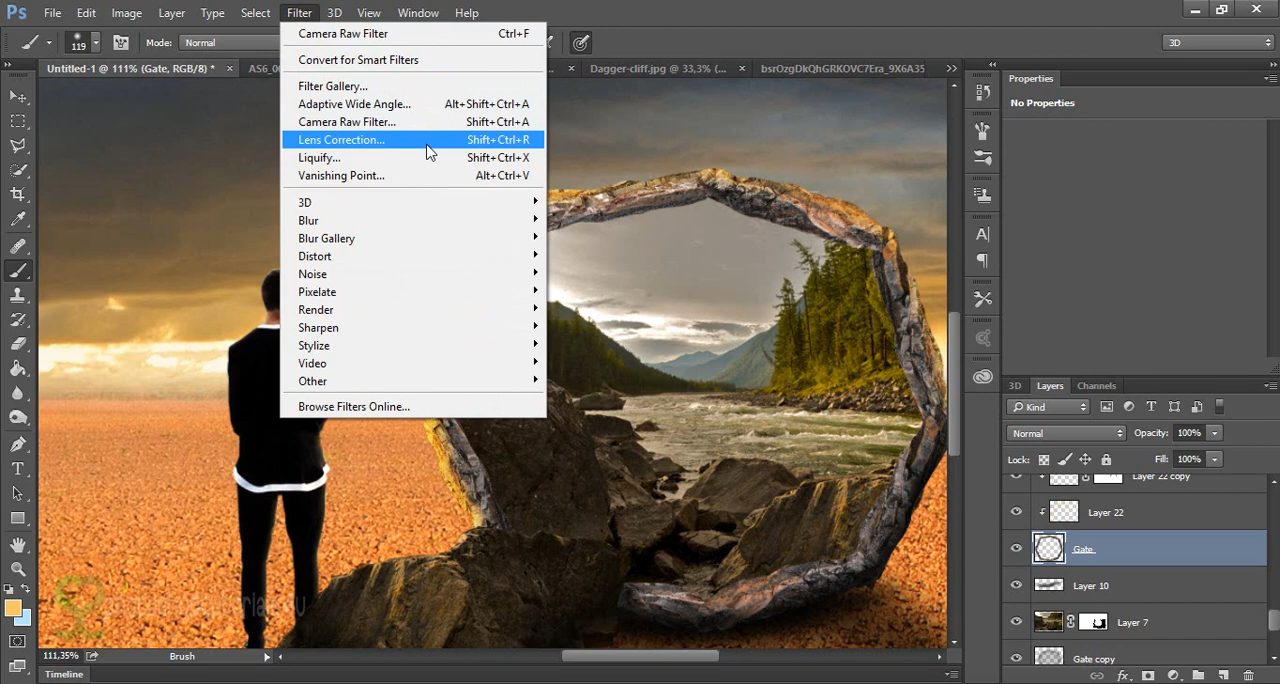 Ps File Edit Image Layer Type Select Filter 3D View Window Help
119 Mode: Normal 3D
Untitled-1 @ 111% (Gate, RGB/8) * × AS6_0 × Dagger-cliff.jpg @ 33,3% (... × bsrOzgDkQhGRKOVC7Era_9X6A35
Camera Raw Filter Ctrl+F
Convert for Smart Filters
Filter Gallery...
Adaptive Wide Angle... Alt+Shift+Ctrl+A
Camera Raw Filter... Shift+Ctrl+A
Lens Correction... Shift+Ctrl+R
Liquify... Shift+Ctrl+X
Vanishing Point... Alt+Ctrl+V
3D
Blur
Blur Gallery
Distort
Noise
Pixelate
Render
Sharpen
Stylize
Video
Other
Browse Filters Online...
Properties
No Properties
3D Layers Channels
Kind
Normal Opacity: 100%
Lock: Fill: 100%
Layer 22 copy
Layer 22
Gate
Layer 10
Layer 7
Gate copy
111,35% Brush
Timeline